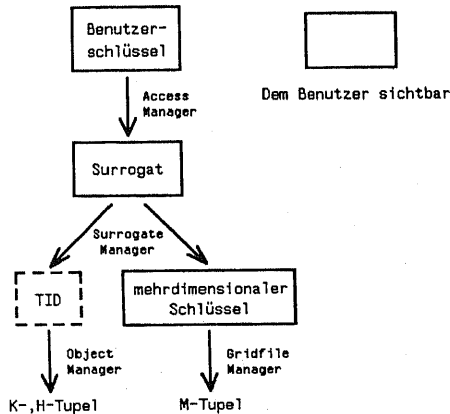 Benutzer-
schlüssel
Access
Manager
Dem Benutzer sichtbar
Surrogat
Surrogate
Manager
TID
mehrdimensionaler
Schlüssel
Object
Manager
Gridfile
Manager
K-,H-Tupel
M-Tupel